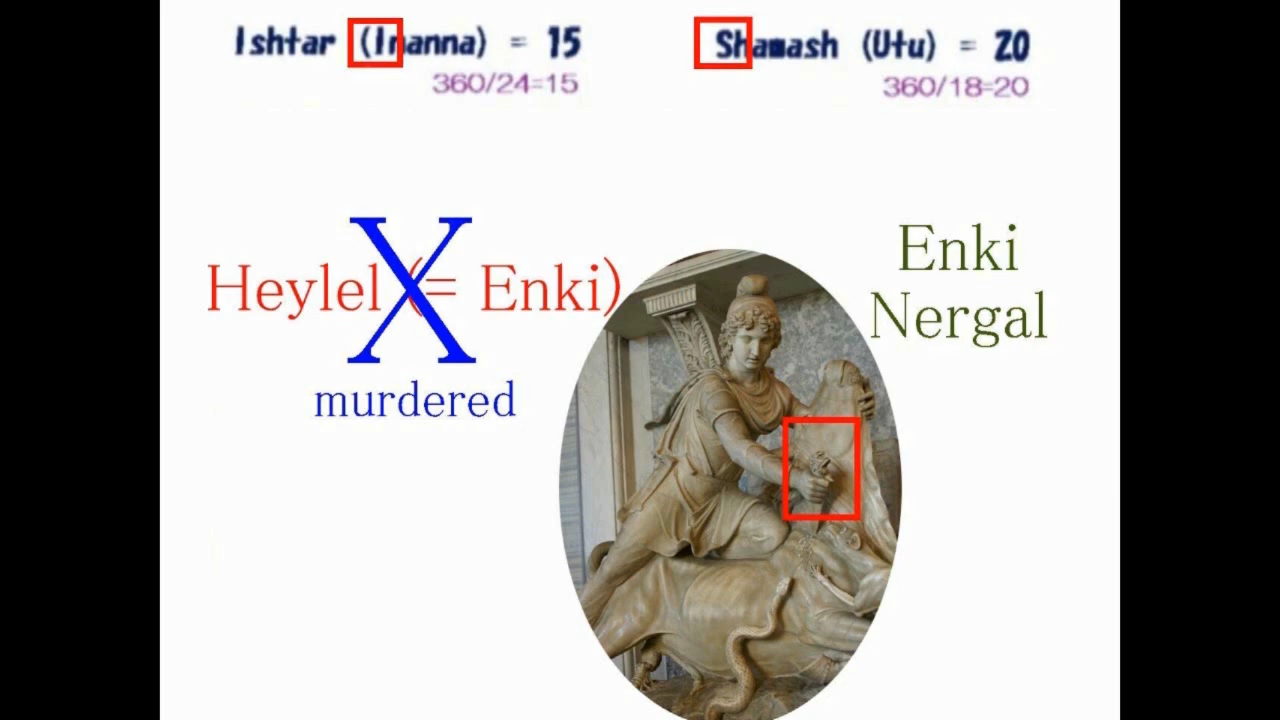 Ishtar (Inanna) = 15
360/24=15
Shamash (Utu) = 20
360/18=20
Heylel (= Enki)
X
murdered
Enki
Nergal